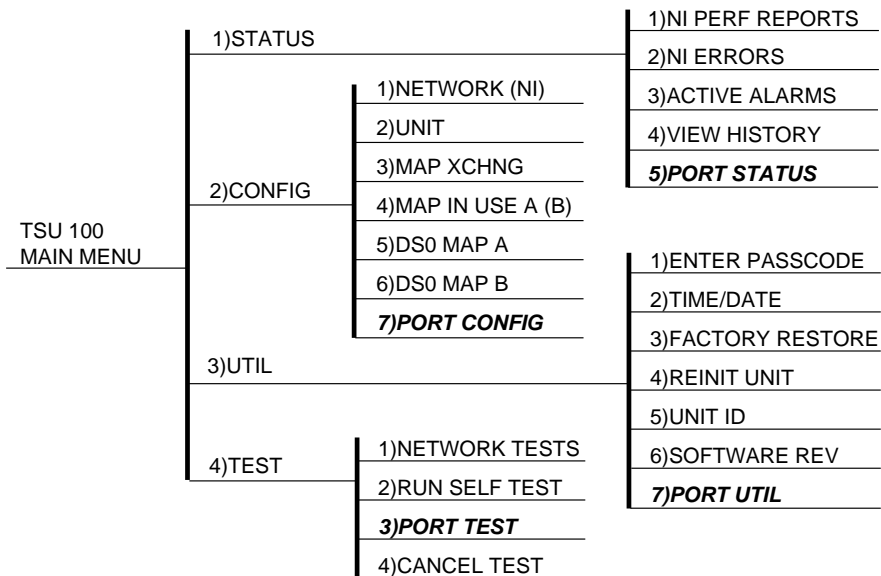 TSU 100
MAIN MENU
1)STATUS
1)NI PERF REPORTS
2)NI ERRORS
3)ACTIVE ALARMS
4)VIEW HISTORY
5)PORT STATUS
2)CONFIG
1)NETWORK (NI)
2)UNIT
3)MAP XCHNG
4)MAP IN USE A (B)
5)DS0 MAP A
6)DS0 MAP B
7)PORT CONFIG
3)UTIL
1)ENTER PASSCODE
2)TIME/DATE
3)FACTORY RESTORE
4)REINIT UNIT
5)UNIT ID
6)SOFTWARE REV
7)PORT UTIL
4)TEST
1)NETWORK TESTS
2)RUN SELF TEST
3)PORT TEST
4)CANCEL TEST